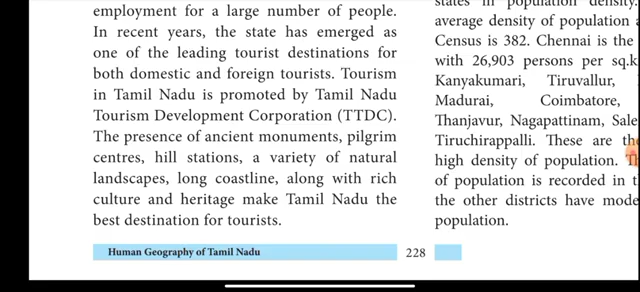 employment for a large number of people.
In recent years, the state has emerged as
one of the leading tourist destinations for
both domestic and foreign tourists. Tourism
in Tamil Nadu is promoted by Tamil Nadu
Tourism Development Corporation (TTDC).
The presence of ancient monuments, pilgrim
centres, hill stations, a variety of natural
landscapes, long coastline, along with rich
culture and heritage make Tamil Nadu the
best destination for tourists.
states in population density.
average density of population
Census is 382. Chennai is the
with 26,903 persons per sq.k
Kanyakumari, Tiruvallur,
Madurai, Coimbatore,
Thanjavur, Nagapattinam, Sale
Tiruchirappalli. These are the
high density of population.
of population is recorded in
the other districts have mode
population.
Human Geography of Tamil Nadu
228